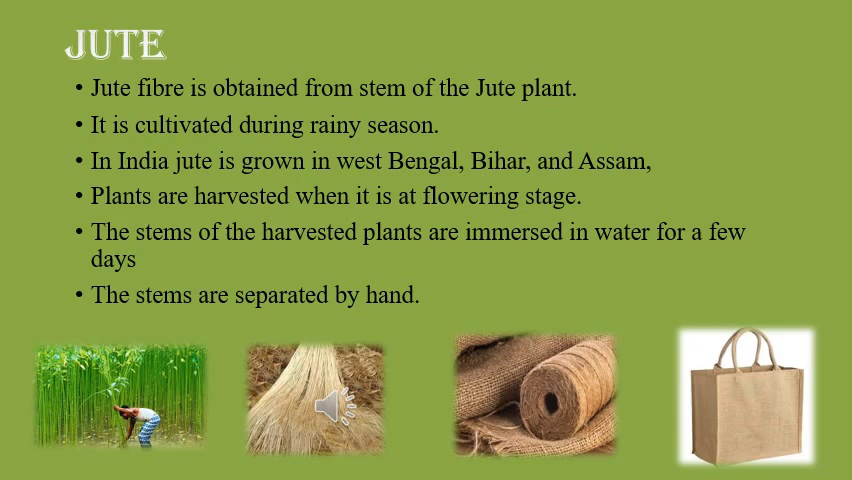 JUTE
• Jute fibre is obtained from stem of the Jute plant.
• It is cultivated during rainy season.
• In India jute is grown in west Bengal, Bihar, and Assam,
• Plants are harvested when it is at flowering stage.
• The stems of the harvested plants are immersed in water for a few
days
• The stems are separated by hand.